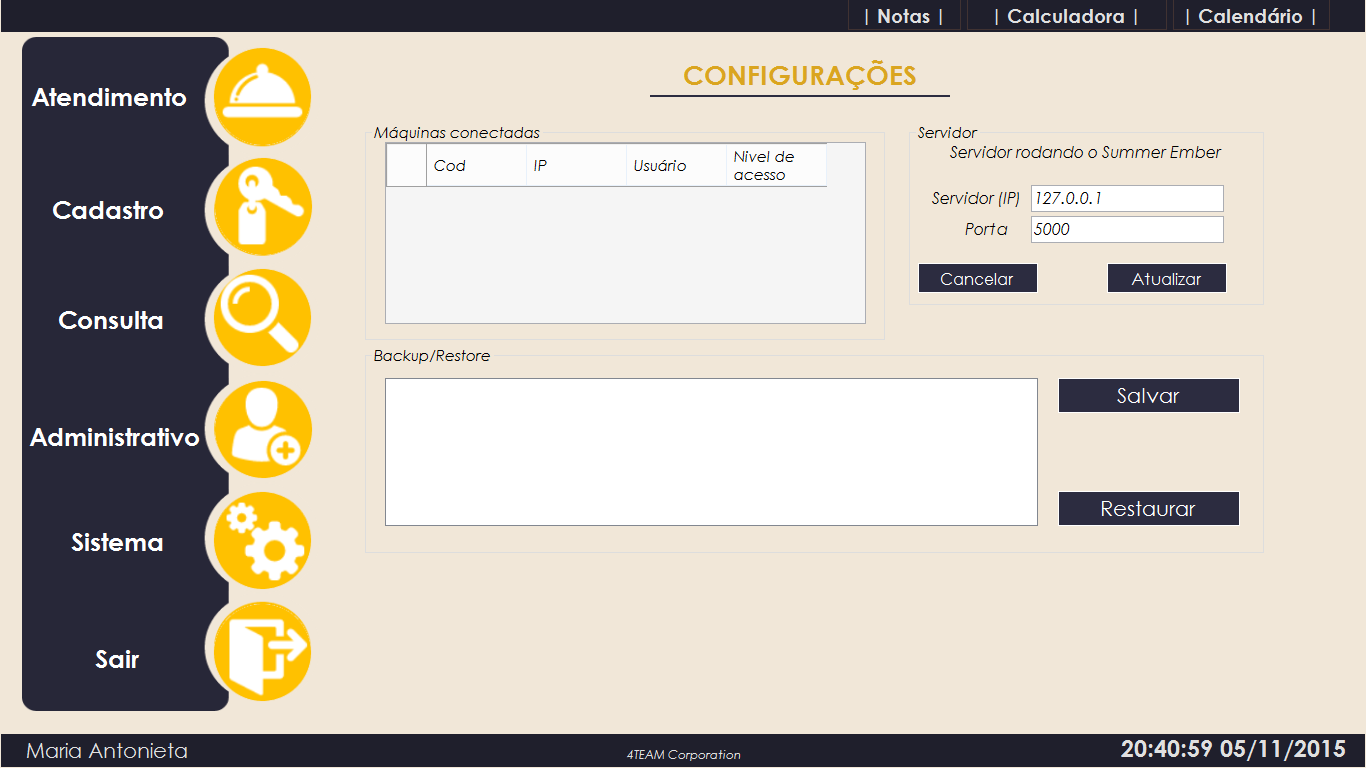 | Notas | | Calculadora | | Calendário |
CONFIGURAÇÕES
Atendimento
Cadastro
Consulta
Administrativo
Sistema
Sair
Máquinas conectadas
Cod IP Usuário Nivel de
acesso
Servidor
Servidor rodando o Summer Ember
Servidor (IP) 127.0.0.1
Porta 5000
Cancelar Atualizar
Backup/Restore
Salvar
Restaurar
Maria Antonieta 4TEAM Corporation 20:40:59 05/11/2015